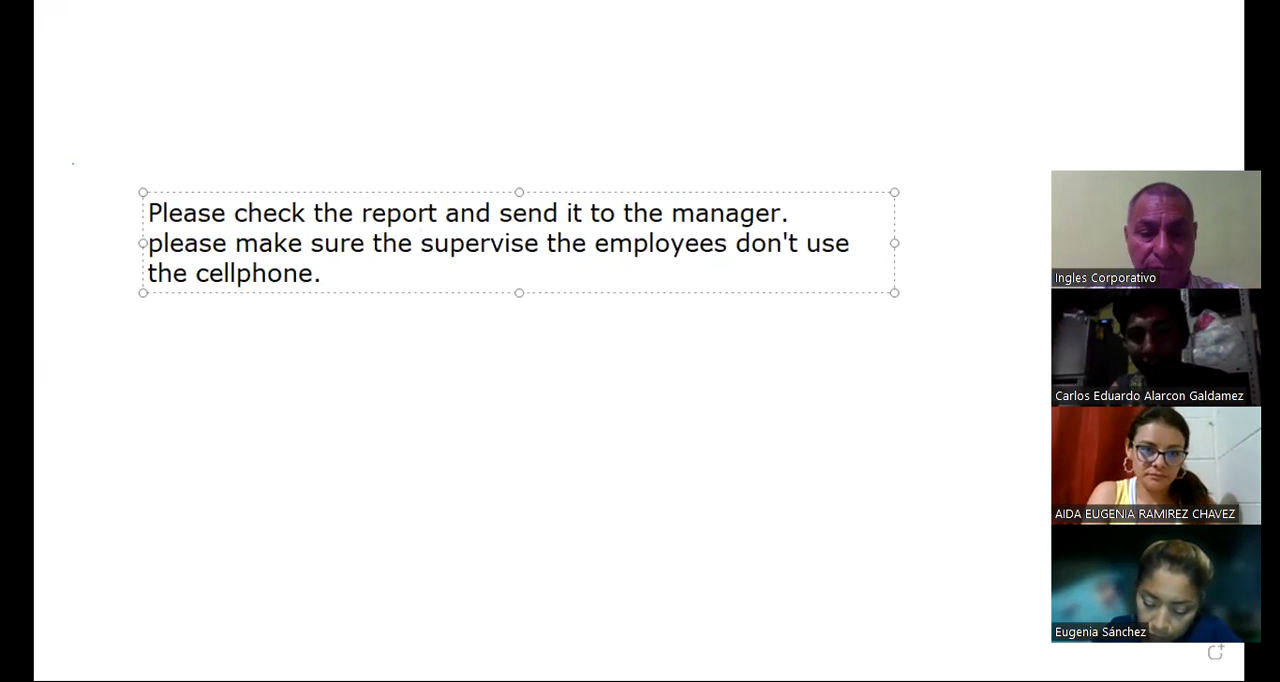 Please check the report and send it to the manager.
please make sure the supervise the employees don't use
the cellphone.
Ingles Corporativo
Carlos Eduardo Alarcon Galdamez
AIDA EUGENIA RAMIREZ CHAVEZ
Eugenia Sánchez